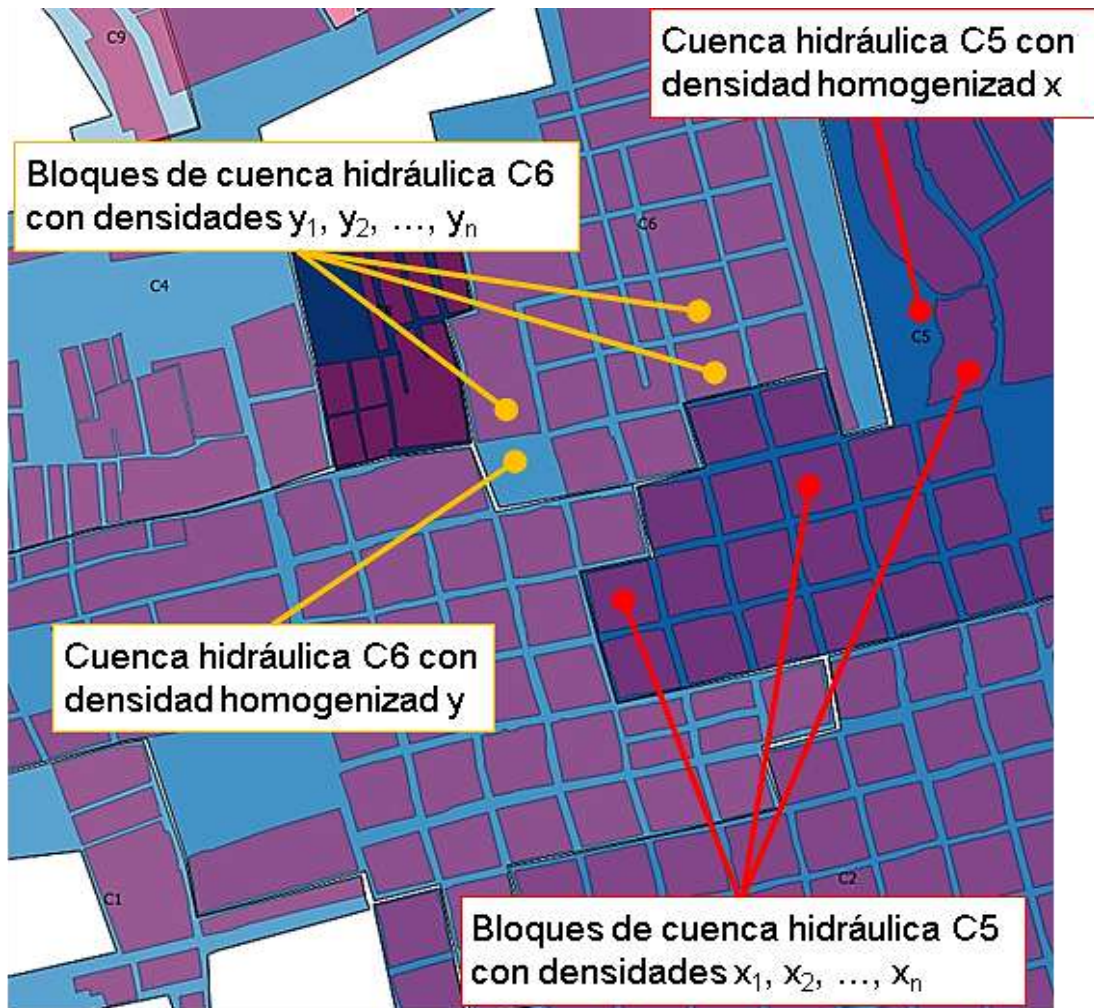 C9
Cuenca hidráulica C5 con
densidad homogenizad x
Bloques de cuenca hidráulica C6
con densidades y₁, y₂, ..., yₙ
C6
C4
C5
Cuenca hidráulica C6 con
densidad homogenizad y
C1
C2
Bloques de cuenca hidráulica C5
con densidades x₁, x₂, ..., xₙ